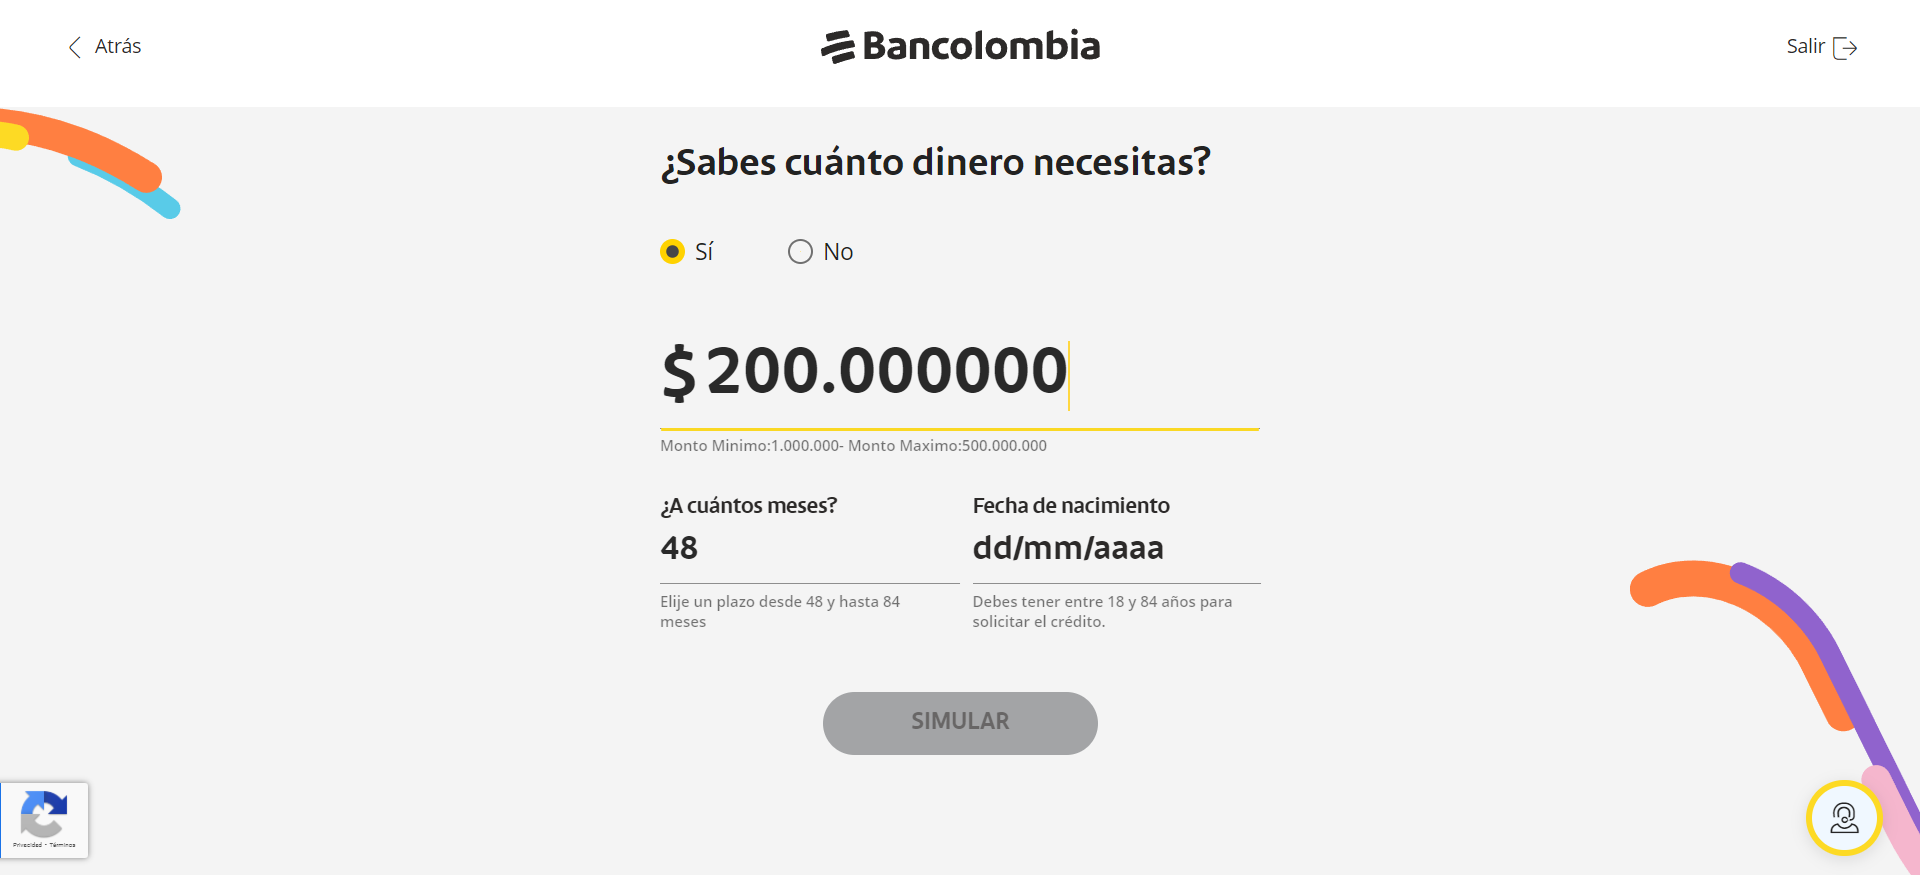 Atrás
Bancolombia
Salir
¿Sabes cuánto dinero necesitas?
Sí
No
$ 200.000000
Monto Minimo:1.000.000- Monto Maximo:500.000.000
¿A cuántos meses?
Fecha de nacimiento
48
dd/mm/aaaa
Elije un plazo desde 48 y hasta 84
meses
Debes tener entre 18 y 84 años para
solicitar el crédito.
SIMULAR
Privacidad - Términos